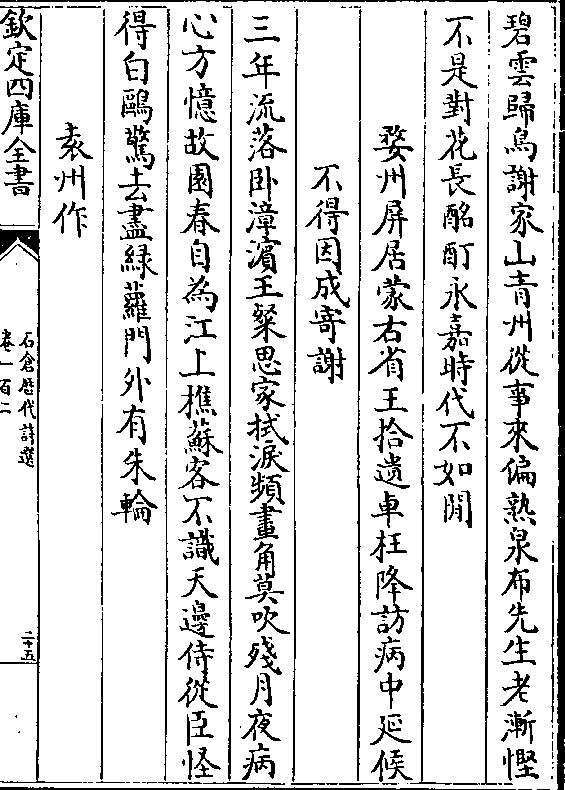 碧雲歸鳥謝家山青州從事來偏熟泉布先生老漸慳
不是對花長酩酊永嘉時代不如閒
婺州屏居蒙右省王拾遺車枉降訪病中延候
不得因成寄謝
三年流落卧漳濱王粲思家拭淚頻畫角莫吹殘月夜病
心方憶故園春自為江上樵蘇客不識天邊侍從臣怪
得白鷗驚去盡綠蘿門外有朱輪
袁州作
欽定四庫全書
石倉歴代詩選
卷一百二
二十五